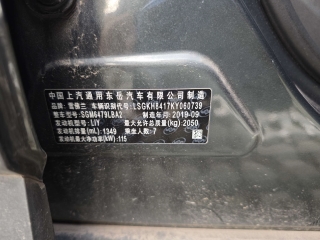 中国上汽通用东岳汽车有限公司制造
品牌：雪佛兰 车辆识别代号：LSGKH8417KY060739
整车型号：SGM6479LBA2 制造年月：2019-09
发动机型号：LIY 最大允许总质量(kg)：2050
发动机排量(mL)：1349 乘坐人数：7
发动机最大净功率(kW)：115